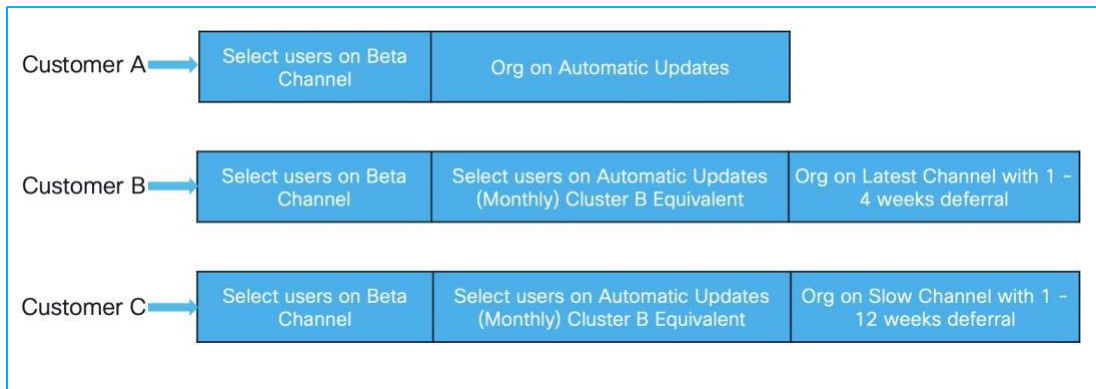 Customer A
Select users on Beta
Channel
Org on Automatic Updates
Customer B
Select users on Beta
Channel
Select users on Automatic Updates
(Monthly) Cluster B Equivalent
Org on Latest Channel with 1 –
4 weeks deferral
Customer C
Select users on Beta
Channel
Select users on Automatic Updates
(Monthly) Cluster B Equivalent
Org on Slow Channel with 1 –
12 weeks deferral